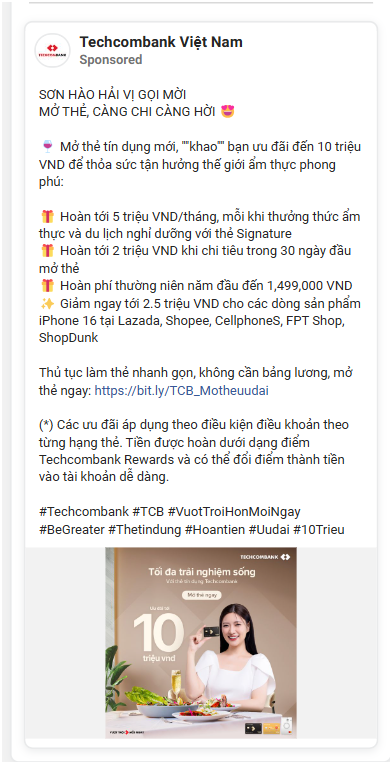 Techcombank Việt Nam
Sponsored
SƠN HÀO HẢI VỊ GỌI MỜI
MỞ THẺ, CÀNG CHI CÀNG HỜI 😍
🍷 Mở thẻ tín dụng mới, ""khao"" bạn ưu đãi đến 10 triệu
VND để thỏa sức tận hưởng thế giới ẩm thực phong
phú:
🎁 Hoàn tới 5 triệu VND/tháng, mỗi khi thưởng thức ẩm
thực và du lịch nghỉ dưỡng với thẻ Signature
🎁 Hoàn tới 2 triệu VND khi chi tiêu trong 30 ngày đầu
mở thẻ
🎁 Hoàn phí thường niên năm đầu đến 1,499,000 VND
✨ Giảm ngay tới 2.5 triệu VND cho các dòng sản phẩm
iPhone 16 tại Lazada, Shopee, CellphoneS, FPT Shop,
ShopDunk
Thủ tục làm thẻ nhanh gọn, không cần bảng lương, mở
thẻ ngay: https://bit.ly/TCB_Motheuudai
(*) Các ưu đãi áp dụng theo điều kiện điều khoản theo
từng hạng thẻ. Tiền được hoàn dưới dạng điểm
Techcombank Rewards và có thể đổi điểm thành tiền
vào tài khoản dễ dàng.
#Techcombank #TCB #VuotTroiHonMoiNgay
#BeGreater #Thetindung #Hoantien #Uudai #10Trieu
TECHCOMBANK
Tối đa trải nghiệm sống
Với thẻ tín dụng Techcombank
Mở thẻ ngay
Ưu đãi tới
10
triệu vnd